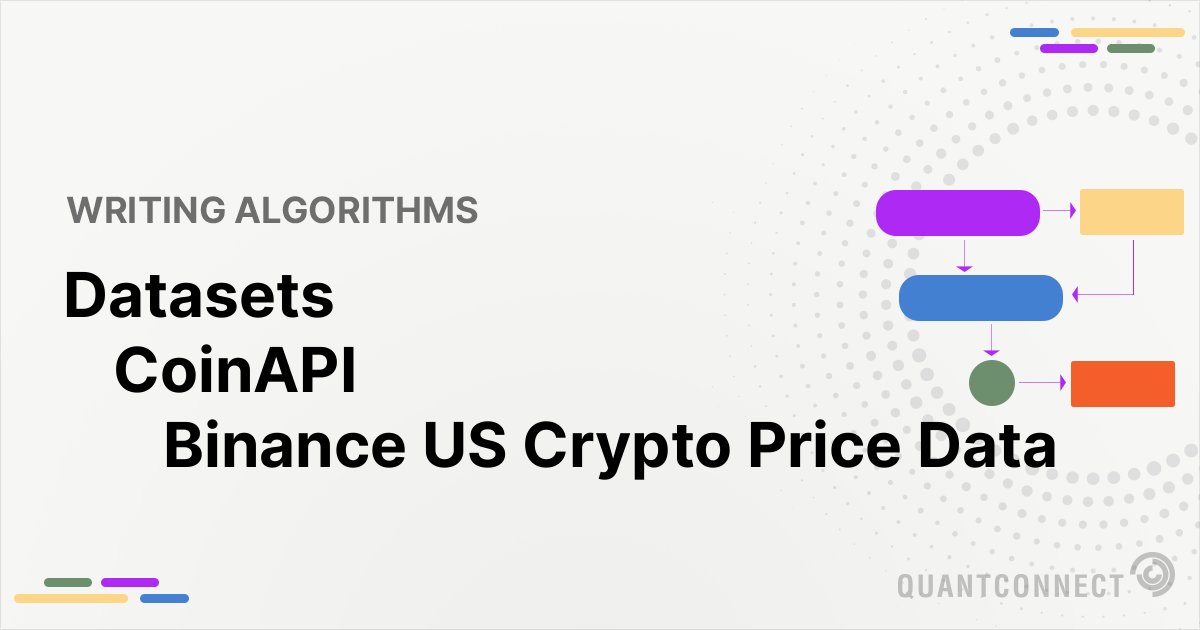 WRITING ALGORITHMS
Datasets
CoinAPI
Binance US Crypto Price Data
QUANTCONNECT